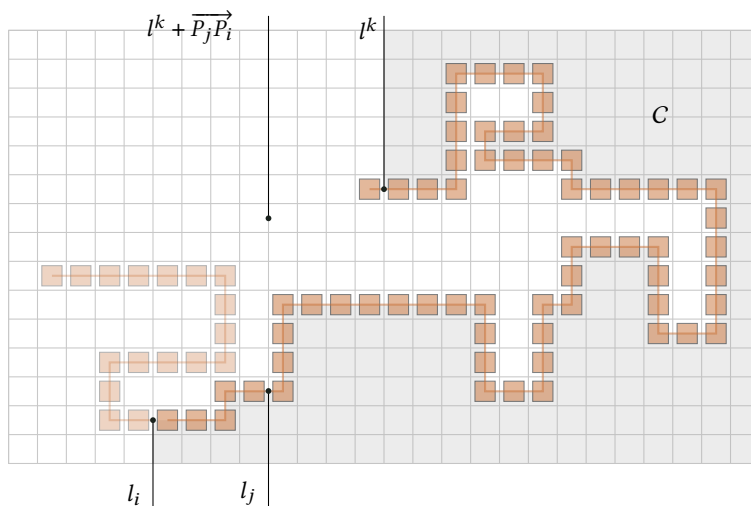 l^k + \overrightarrow{P_jP_i}
l^k
𝒞
l_i
l_j